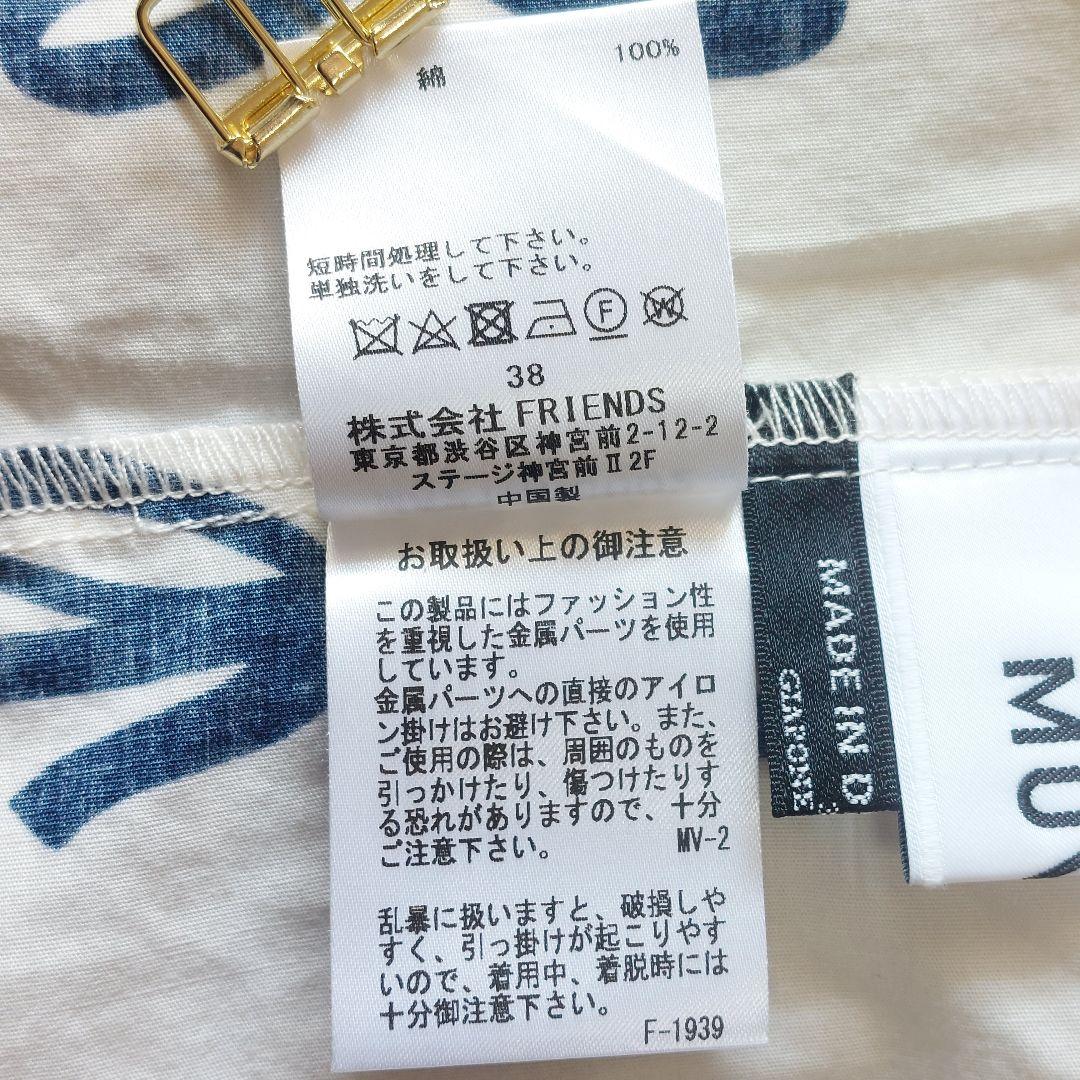 綿 100%
短時間処理して下さい。
単独洗いをして下さい。
F W
38
株式会社 FRIENDS
東京都渋谷区神宮前2-12-2
ステージ神宮前Ⅱ2F
中国製
お取扱い上の御注意
この製品にはファッション性
を重視した金属パーツを使用
しています。
金属パーツへの直接のアイロ
ン掛けはお避け下さい。また、
ご使用の際は、周囲のものを
引っかけたり、傷つけたりす
る恐れがありますので、十分
ご注意下さい。
MV-2
乱暴に扱いますと、破損しや
すく、引っ掛けが起こりやす
いので、着用中、着脱時には
十分御注意下さい。
F-1939
MADE IN D
MU